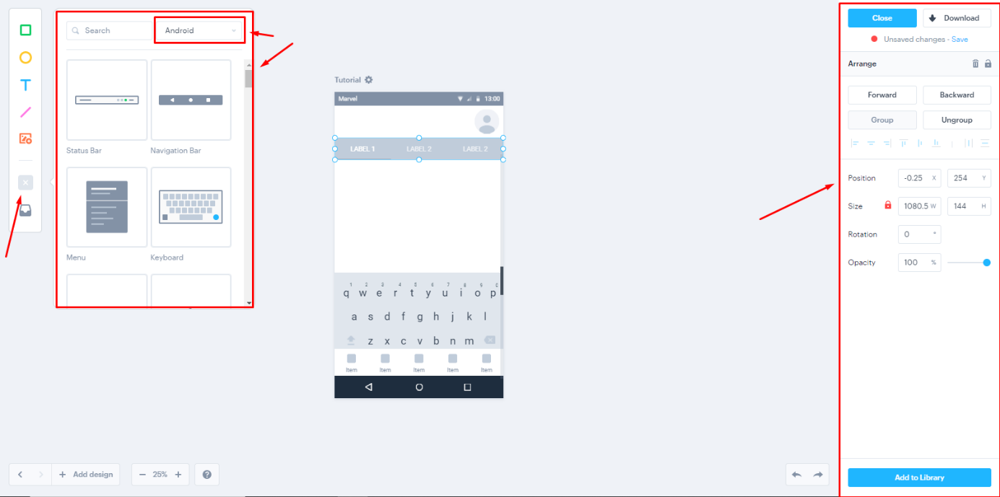 Search
Android
Status Bar
Navigation Bar
Menu
Keyboard
Tutorial
Marvel
13:00
LABEL 1
LABEL 2
LABEL 2
1 2 3 4 5 6 7 8 9 0
q w e r t y u i o p
a s d f g h j k l
z x c v b n m
Item
Item
Item
Item
Item
Close
Download
Unsaved changes - Save
Arrange
Forward
Backward
Group
Ungroup
Position -0.25 X 254 Y
Size 1080.5 W 144 H
Rotation 0 °
Opacity 100 %
Add to Library
+ Add design
− 25% +
?